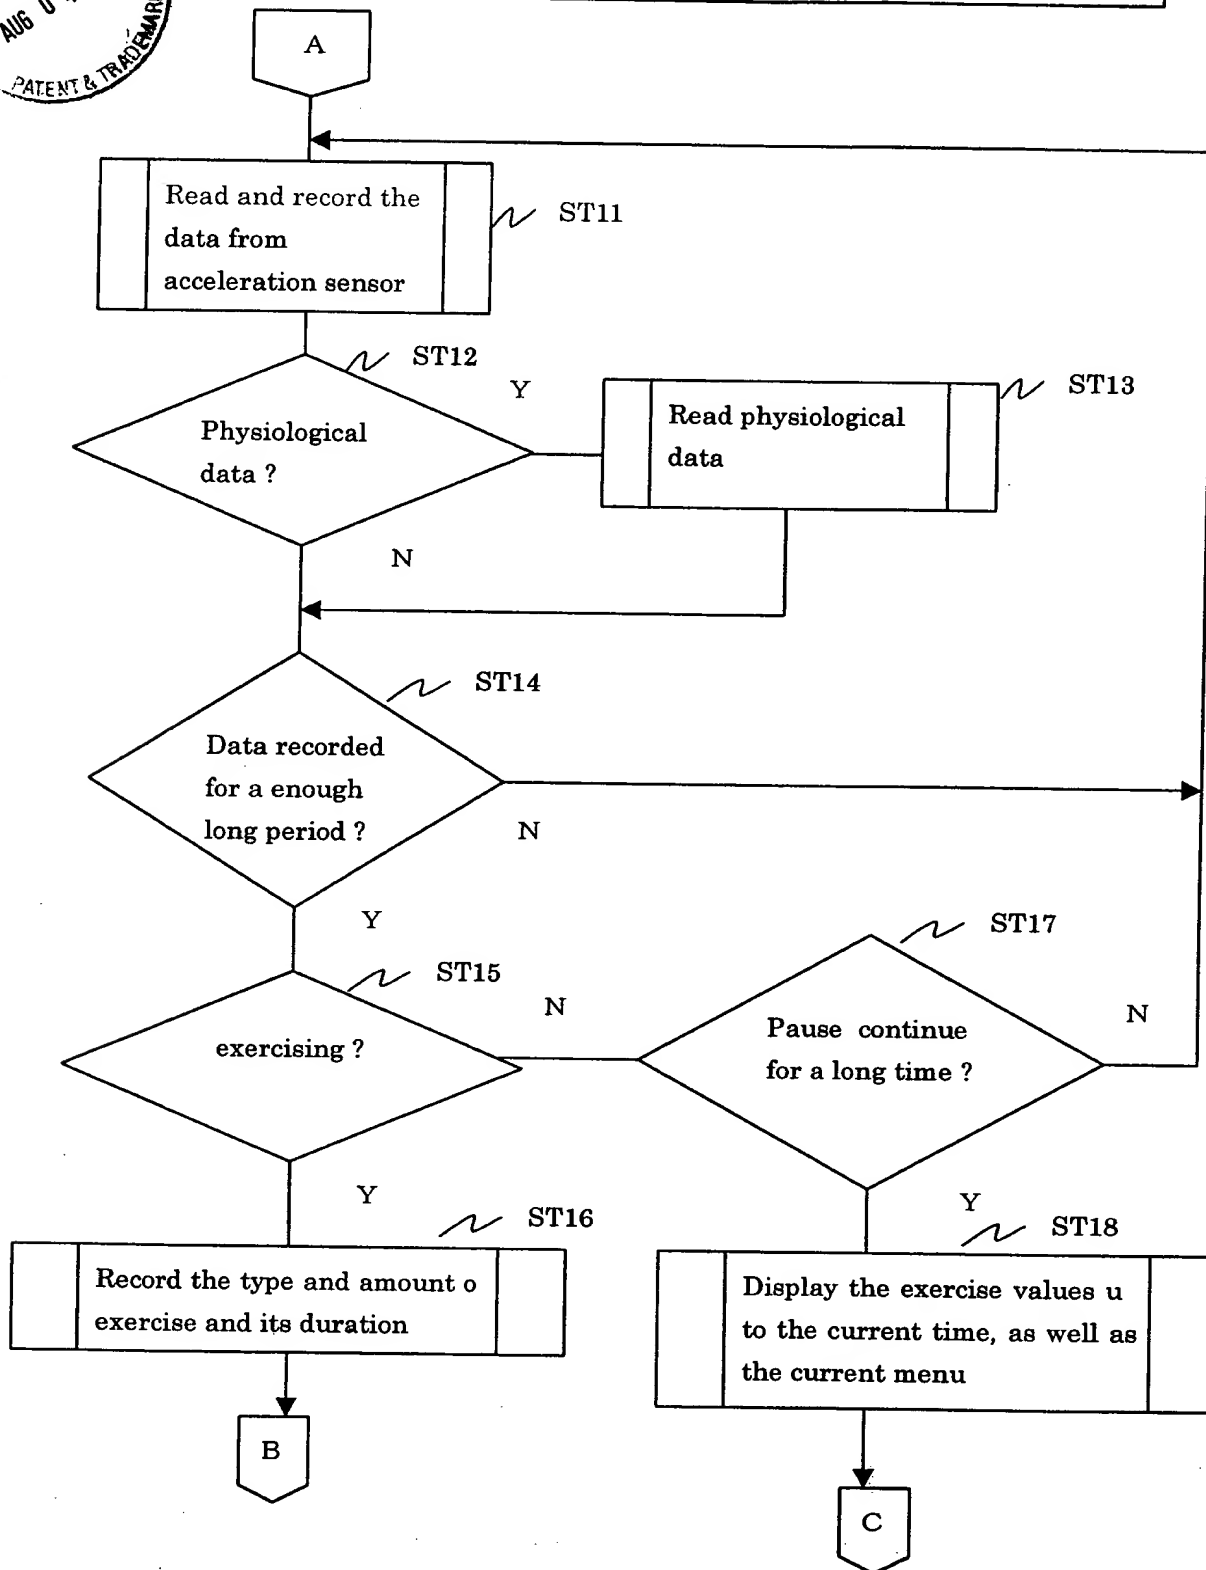 AUG 0
PATENT & TRADEMAR
A
Read and record the
data from
acceleration sensor
ST11
ST12
Y
Physiological
data ?
ST13
Read physiological
data
N
ST14
Data recorded
for a enough
long period ?
N
Y
ST15
exercising ?
N
ST17
Pause continue
for a long time ?
N
Y
ST16
Record the type and amount o
exercise and its duration
Y
ST18
Display the exercise values u
to the current time, as well as
the current menu
B
C